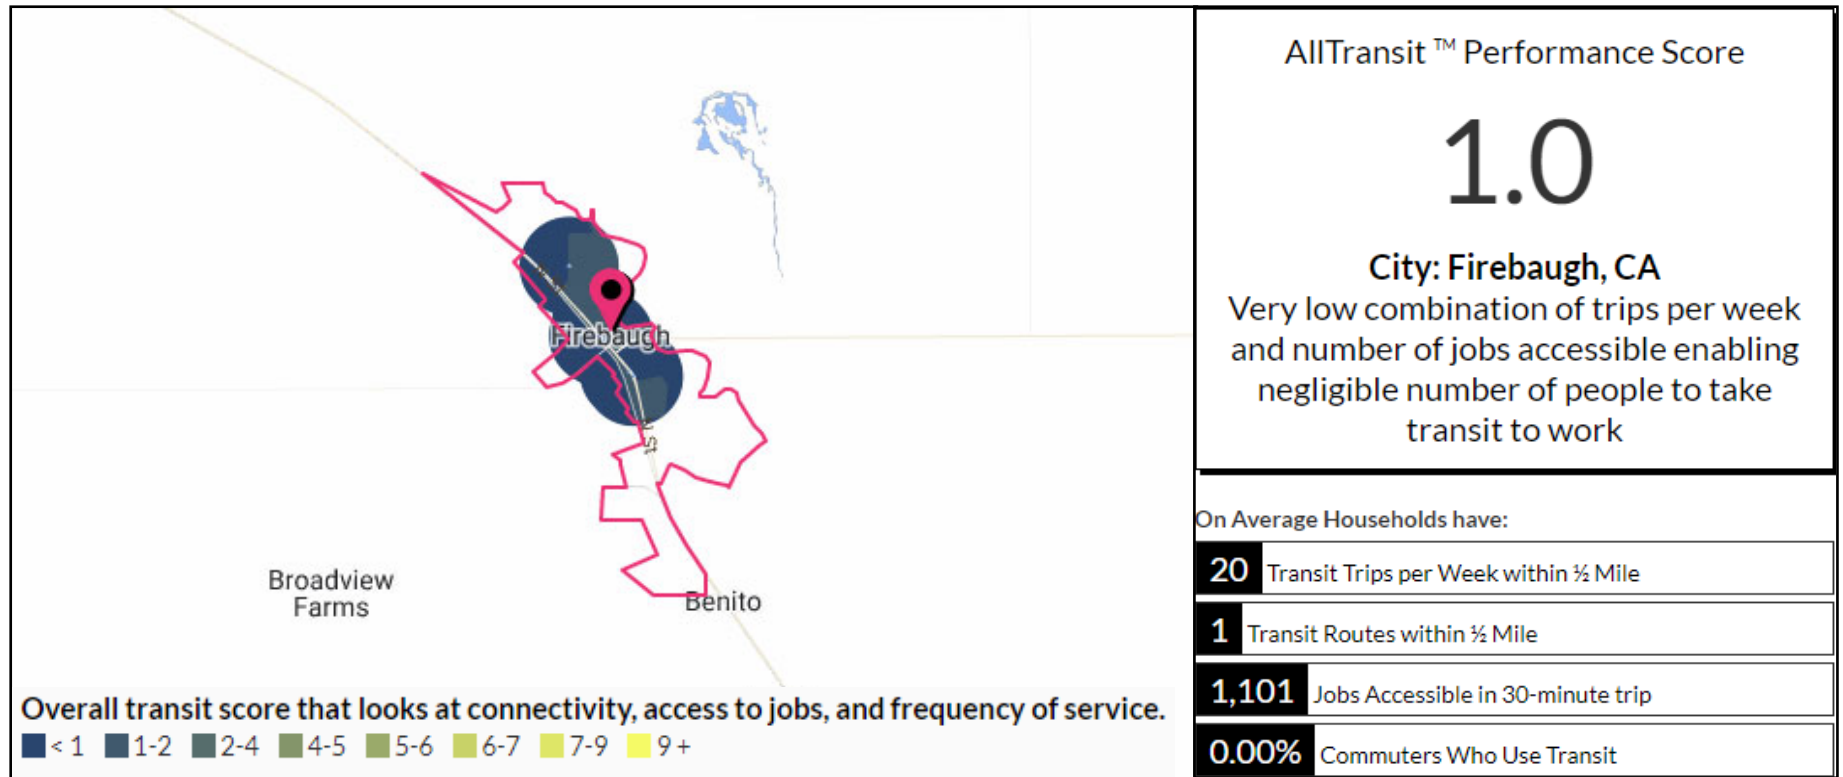 Firebaugh
N St
Broadview
Farms
Benito
Overall transit score that looks at connectivity, access to jobs, and frequency of service.
< 1 1-2 2-4 4-5 5-6 6-7 7-9 9 +
AllTransit ™ Performance Score
1.0
City: Firebaugh, CA
Very low combination of trips per week
and number of jobs accessible enabling
negligible number of people to take
transit to work
On Average Households have:
20 Transit Trips per Week within ½ Mile
1 Transit Routes within ½ Mile
1,101 Jobs Accessible in 30-minute trip
0.00% Commuters Who Use Transit